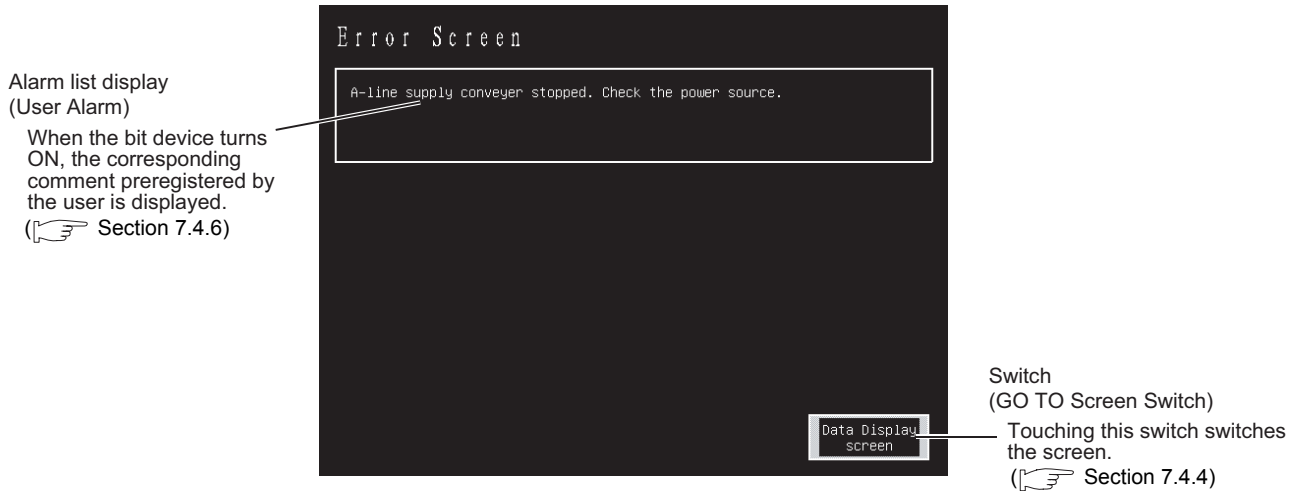 Error Screen
Alarm list display
(User Alarm)
When the bit device turns
ON, the corresponding
comment preregistered by
the user is displayed.
( Section 7.4.6)
A-line supply conveyer stopped. Check the power source.
Data Display
screen
Switch
(GO TO Screen Switch)
Touching this switch switches
the screen.
( Section 7.4.4)